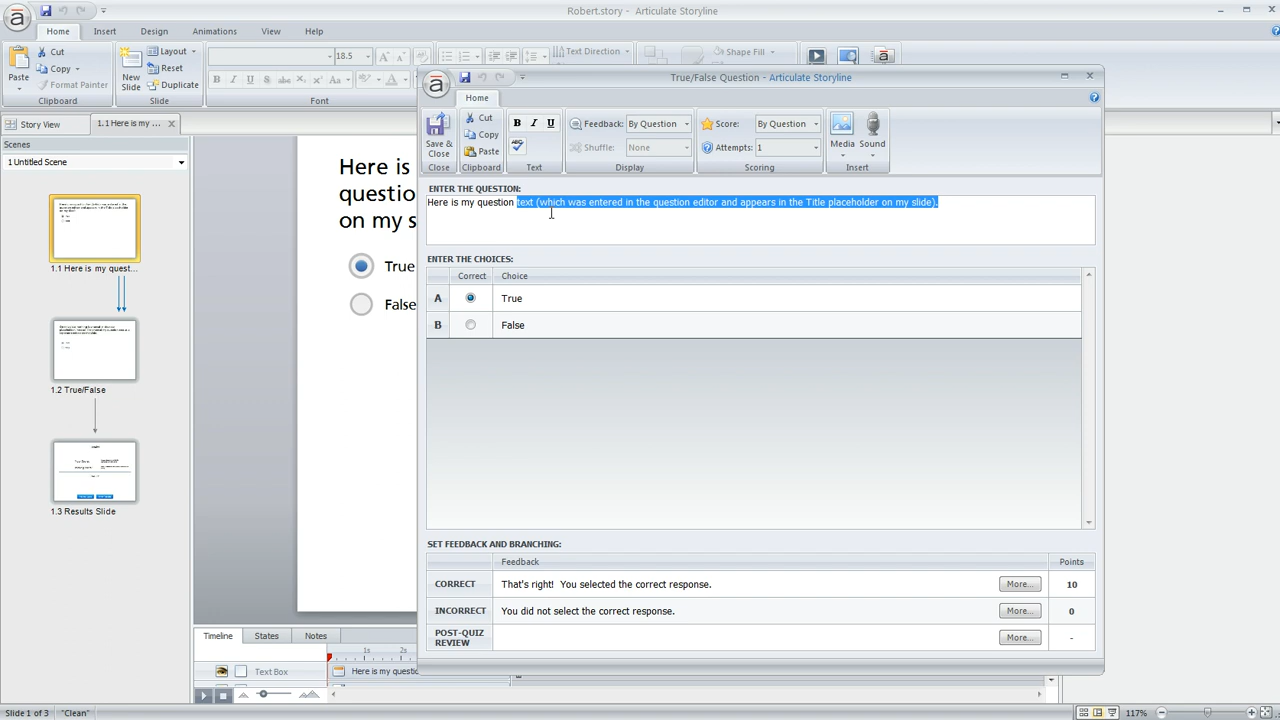 Robert.story - Articulate Storyline
Home Insert Design Animations View Help
Paste
Cut
Copy
Format Painter
Clipboard
New
Slide
Layout
Reset
Duplicate
Slide
18.5
B I U S abc Aa A
Font
Text Direction
Shape Fill
Story View
1.1 Here is my ...
Scenes
1 Untitled Scene
1.1 Here is my quest...
1.2 True/False
1.3 Results Slide
Here is
questio
on my s
True
False
True/False Question - Articulate Storyline
Home
Save &
Close
Close
Cut
Copy
Paste
Clipboard
B I U
ABC
Text
Feedback: By Question
Shuffle: None
Display
Score: By Question
Attempts: 1
Scoring
Media
Sound
Insert
ENTER THE QUESTION:
Here is my question text (which was entered in the question editor and appears in the Title placeholder on my slide).
ENTER THE CHOICES:
Correct Choice
A True
B False
SET FEEDBACK AND BRANCHING:
Feedback Points
CORRECT That's right! You selected the correct response. More... 10
INCORRECT You did not select the correct response. More... 0
POST-QUIZ
REVIEW More... -
Timeline States Notes
1s 2s
Text Box
Here is my questio
Slide 1 of 3 "Clean" 117%